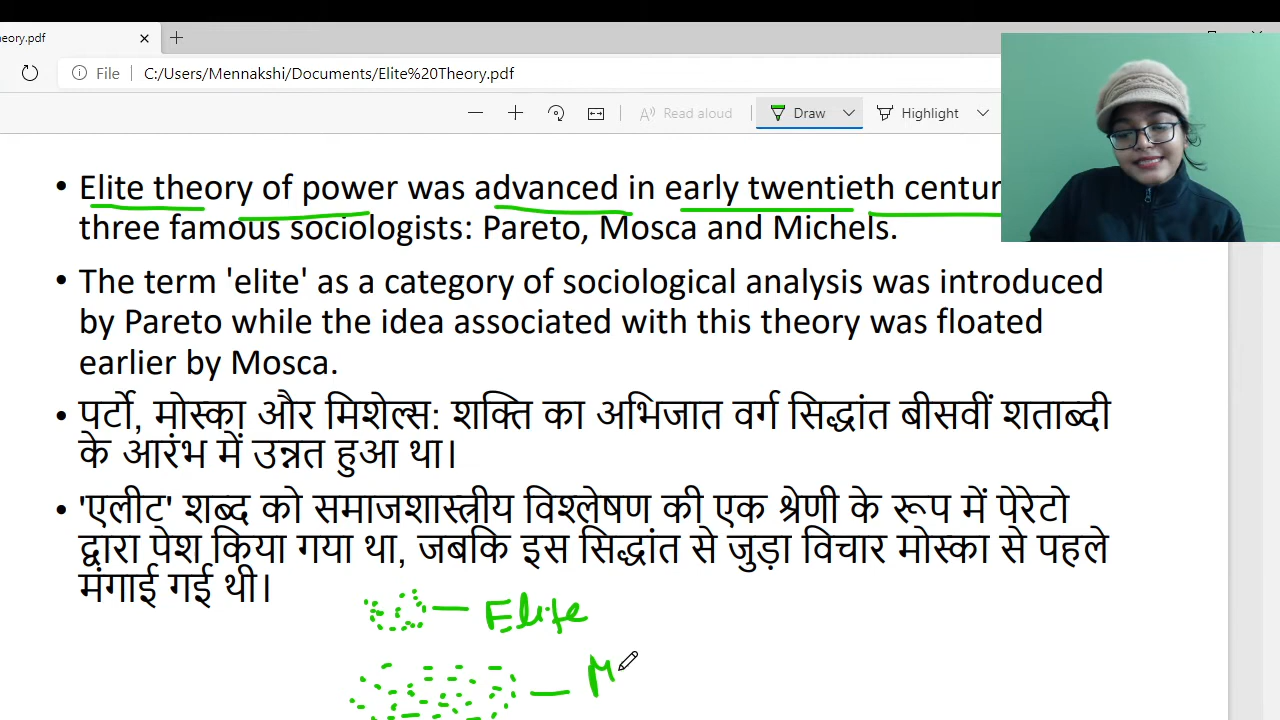 eory.pdf
File C:/Users/Mennakshi/Documents/Elite%20Theory.pdf
Read aloud Draw Highlight
• Elite theory of power was advanced in early twentieth
three famous sociologists: Pareto, Mosca and Michels.
• The term 'elite' as a category of sociological analysis was introduced
by Pareto while the idea associated with this theory was floated
earlier by Mosca.
• पर्टो, मोस्का और मिशेल्स: शक्ति का अभिजात वर्ग सिद्धांत बीसवीं शताब्दी
के आरंभ में उन्नत हुआ था।
• 'एलीट' शब्द को समाजशास्त्रीय विश्लेषण की एक श्रेणी के रूप में पेरेटो
द्वारा पेश किया गया था, जबकि इस सिद्धांत से जुड़ा विचार मोस्का से पहले
मंगाई गई थी।
Elite
M